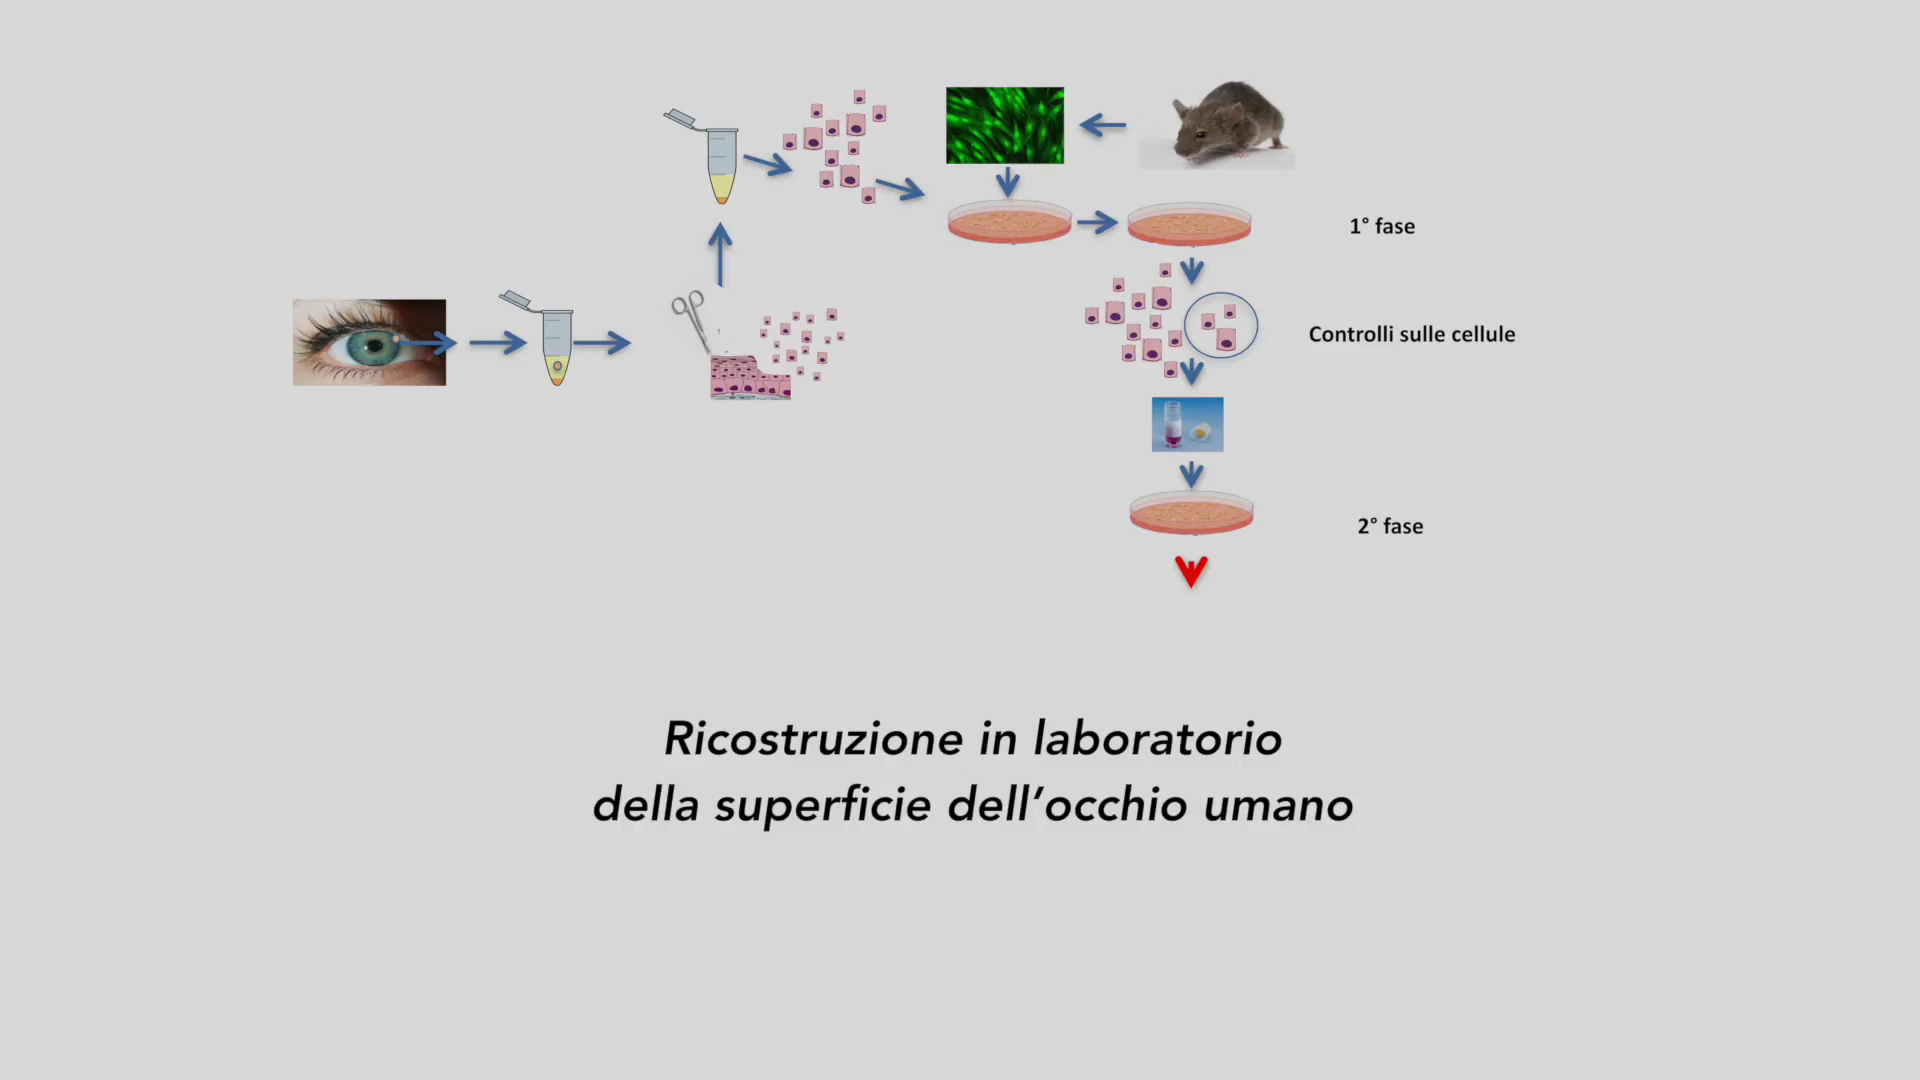 1° fase
Controlli sulle cellule
2° fase
Ricostruzione in laboratorio
della superficie dell’occhio umano